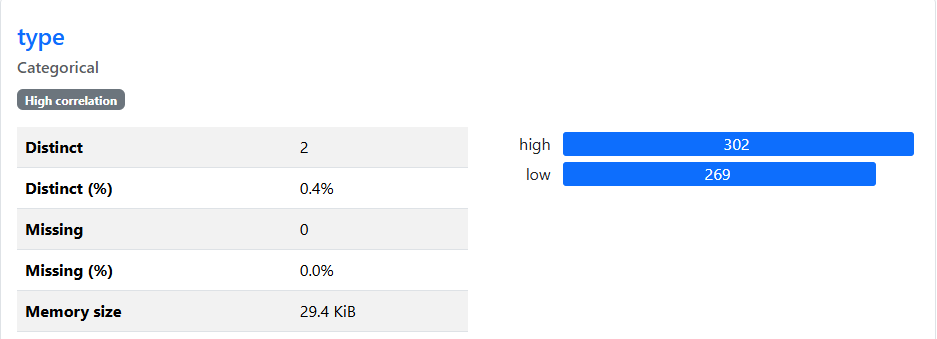 type
Categorical
High correlation
Distinct 2
Distinct (%) 0.4%
Missing 0
Missing (%) 0.0%
Memory size 29.4 KiB
high 302
low 269